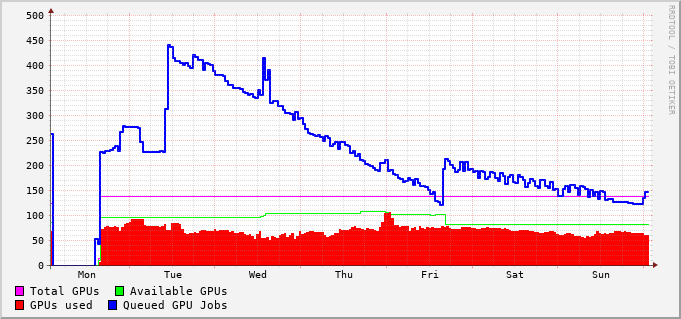 500
450
400
350
300
250
200
150
100
50
0
Mon Tue Wed Thu Fri Sat Sun
Total GPUs Available GPUs
GPUs used Queued GPU Jobs
RRDTOOL / TOBI OETIKER